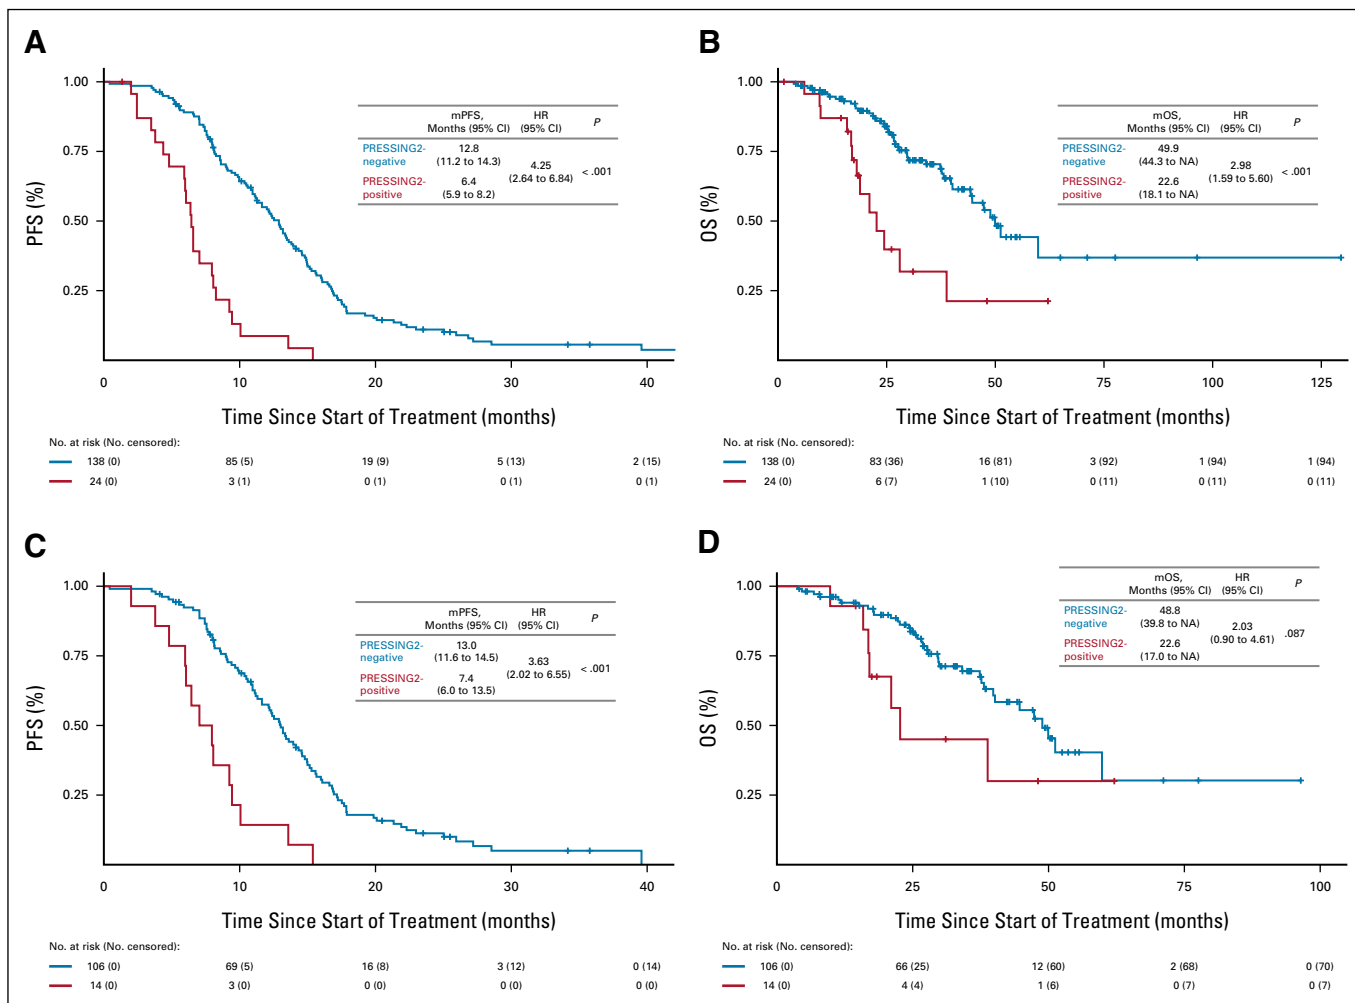 A
PFS (%)
1.00
0.75
0.50
0.25
mPFS, HR
Months (95% CI) (95% CI) P
PRESSING2-negative 12.8 (11.2 to 14.3)
4.25 (2.64 to 6.84) < .001
PRESSING2-positive 6.4 (5.9 to 8.2)
0 10 20 30 40
Time Since Start of Treatment (months)
No. at risk (No. censored):
138 (0) 85 (5) 19 (9) 5 (13) 2 (15)
24 (0) 3 (1) 0 (1) 0 (1) 0 (1)
B
OS (%)
1.00
0.75
0.50
0.25
mOS, HR
Months (95% CI) (95% CI) P
PRESSING2-negative 49.9 (44.3 to NA)
2.98 (1.59 to 5.60) < .001
PRESSING2-positive 22.6 (18.1 to NA)
0 25 50 75 100 125
Time Since Start of Treatment (months)
No. at risk (No. censored):
138 (0) 83 (36) 16 (81) 3 (92) 1 (94) 1 (94)
24 (0) 6 (7) 1 (10) 0 (11) 0 (11) 0 (11)
C
PFS (%)
1.00
0.75
0.50
0.25
mPFS, HR
Months (95% CI) (95% CI) P
PRESSING2-negative 13.0 (11.6 to 14.5)
3.63 (2.02 to 6.55) < .001
PRESSING2-positive 7.4 (6.0 to 13.5)
0 10 20 30 40
Time Since Start of Treatment (months)
No. at risk (No. censored):
106 (0) 69 (5) 16 (8) 3 (12) 0 (14)
14 (0) 3 (0) 0 (0) 0 (0) 0 (0)
D
OS (%)
1.00
0.75
0.50
0.25
mOS, HR
Months (95% CI) (95% CI) P
PRESSING2-negative 48.8 (39.8 to NA)
2.03 (0.90 to 4.61) .087
PRESSING2-positive 22.6 (17.0 to NA)
0 25 50 75 100
Time Since Start of Treatment (months)
No. at risk (No. censored):
106 (0) 66 (25) 12 (60) 2 (68) 0 (70)
14 (0) 4 (4) 1 (6) 0 (7) 0 (7)